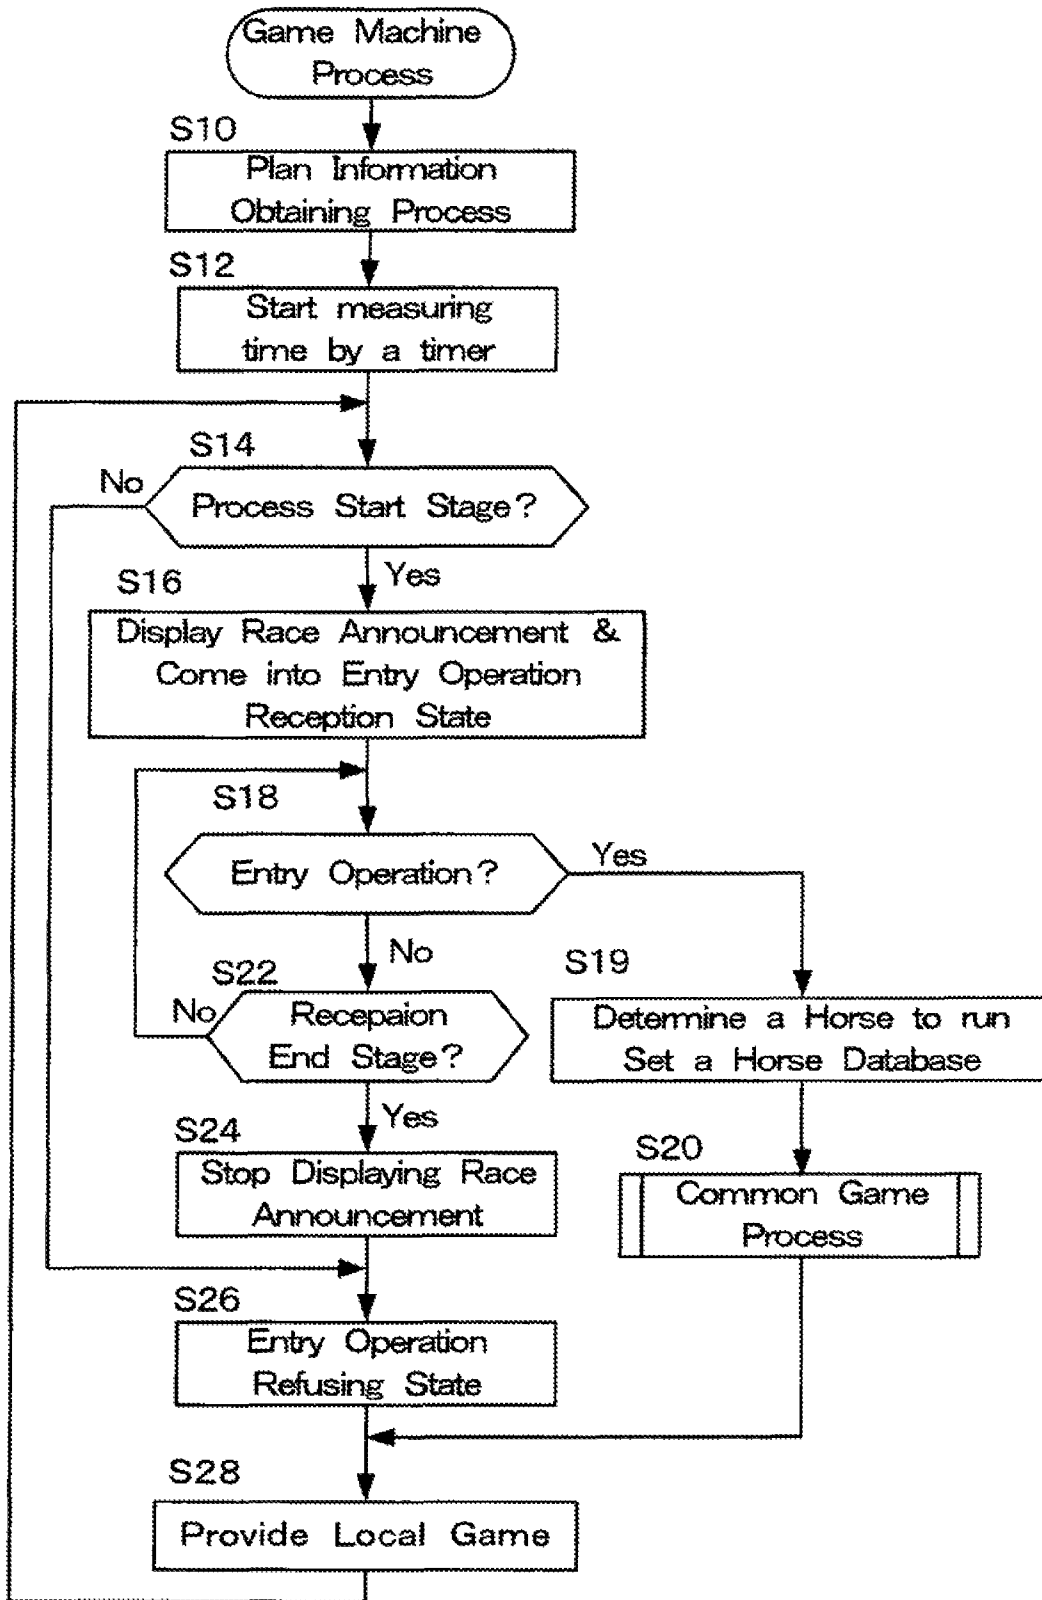 Game Machine
Process
S10
Plan Information
Obtaining Process
S12
Start measuring
time by a timer
S14
No
Process Start Stage?
Yes
S16
Display Race Announcement &
Come into Entry Operation
Reception State
S18
Entry Operation?
Yes
No
S19
Determine a Horse to run
Set a Horse Database
S22
No
Recepaion
End Stage?
Yes
S20
Common Game
Process
S24
Stop Displaying Race
Announcement
S26
Entry Operation
Refusing State
S28
Provide Local Game